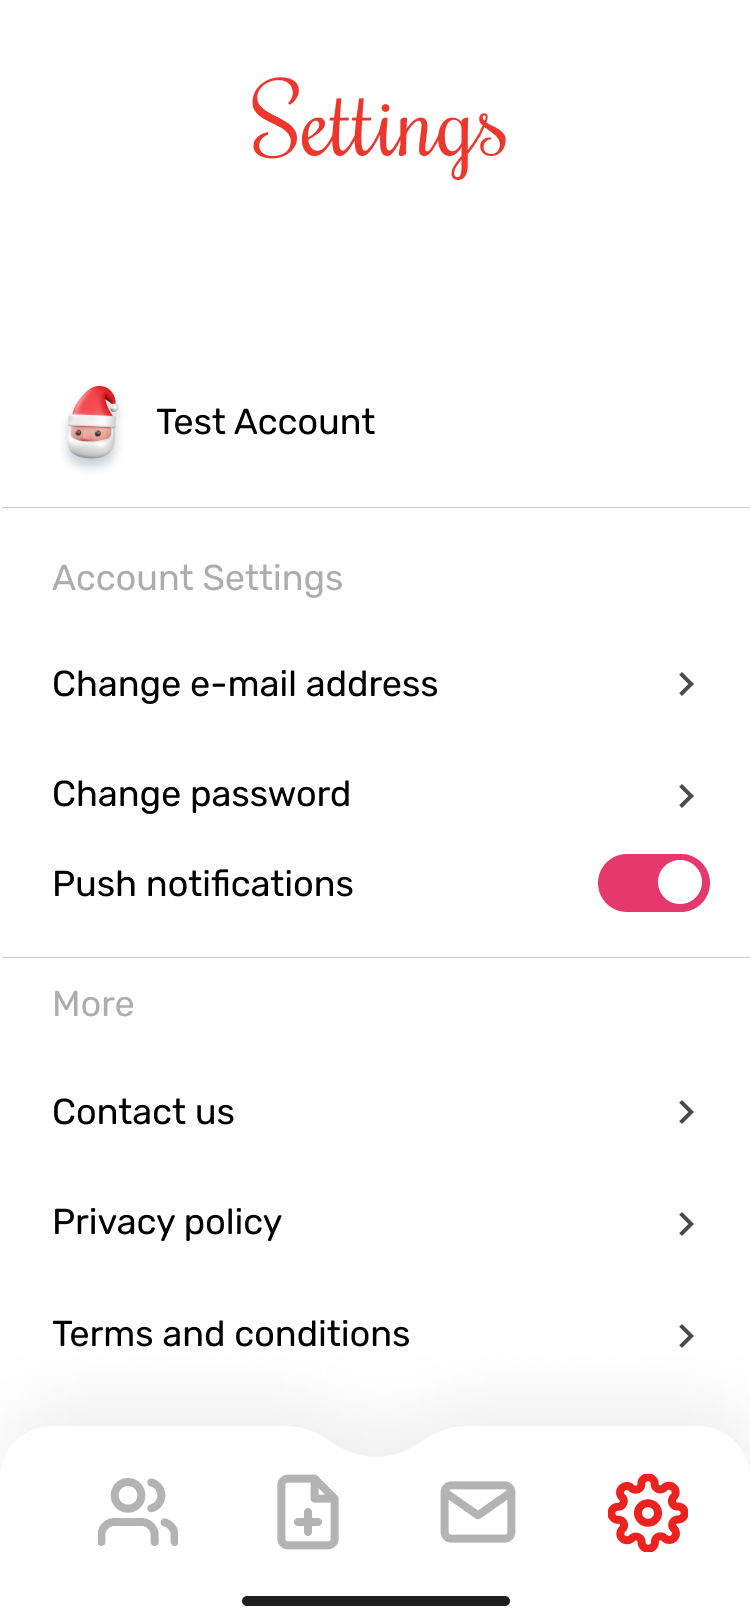 Settings
Test Account
Account Settings
Change e-mail address
Change password
Push notifications
More
Contact us
Privacy policy
Terms and conditions